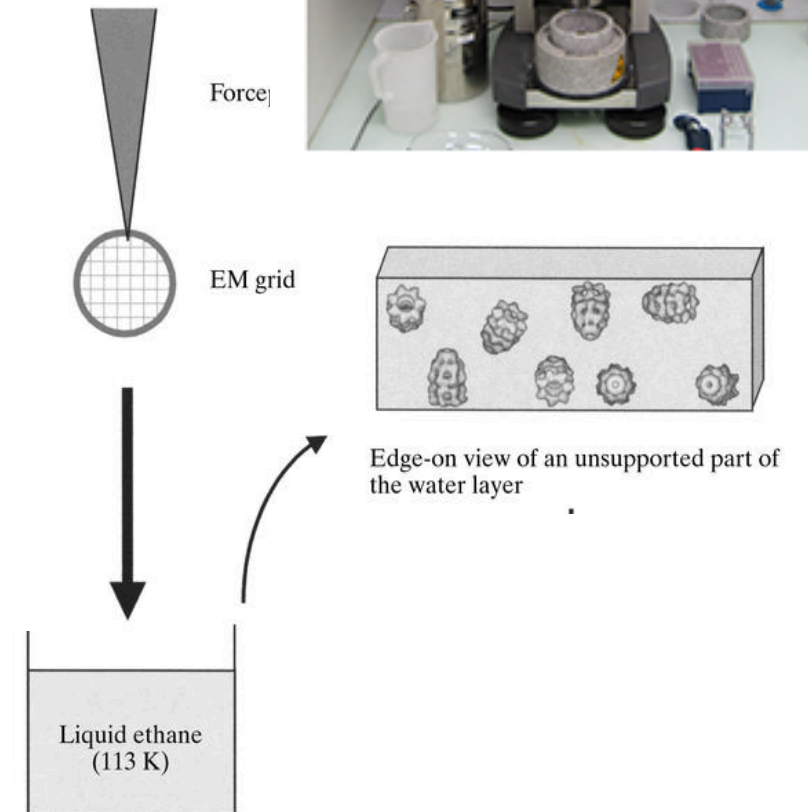 EM grid
Edge-on view of an unsupported part of
the water layer
Liquid ethane
(113 K)